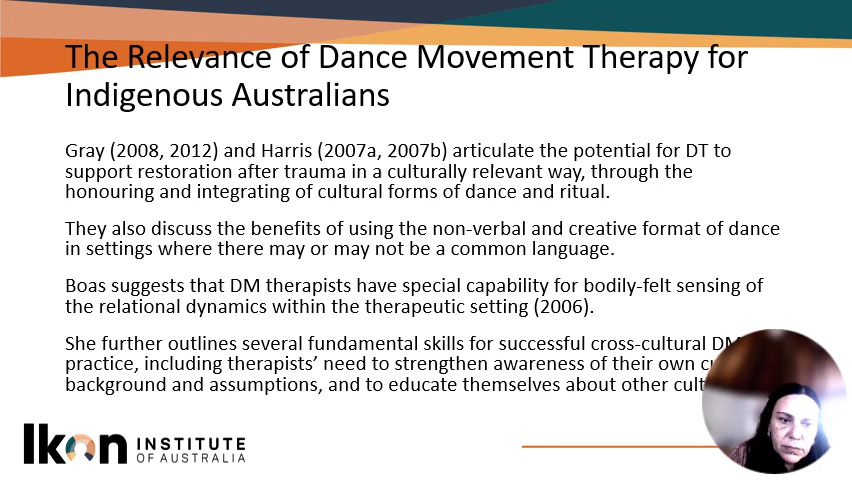 The Relevance of Dance Movement Therapy for
Indigenous Australians
Gray (2008, 2012) and Harris (2007a, 2007b) articulate the potential for DT to
support restoration after trauma in a culturally relevant way, through the
honouring and integrating of cultural forms of dance and ritual.
They also discuss the benefits of using the non-verbal and creative format of dance
in settings where there may or may not be a common language.
Boas suggests that DM therapists have special capability for bodily-felt sensing of
the relational dynamics within the therapeutic setting (2006).
She further outlines several fundamental skills for successful cross-cultural
practice, including therapists’ need to strengthen awareness of their own
background and assumptions, and to educate themselves about other
Ikon INSTITUTE
OF AUSTRALIA